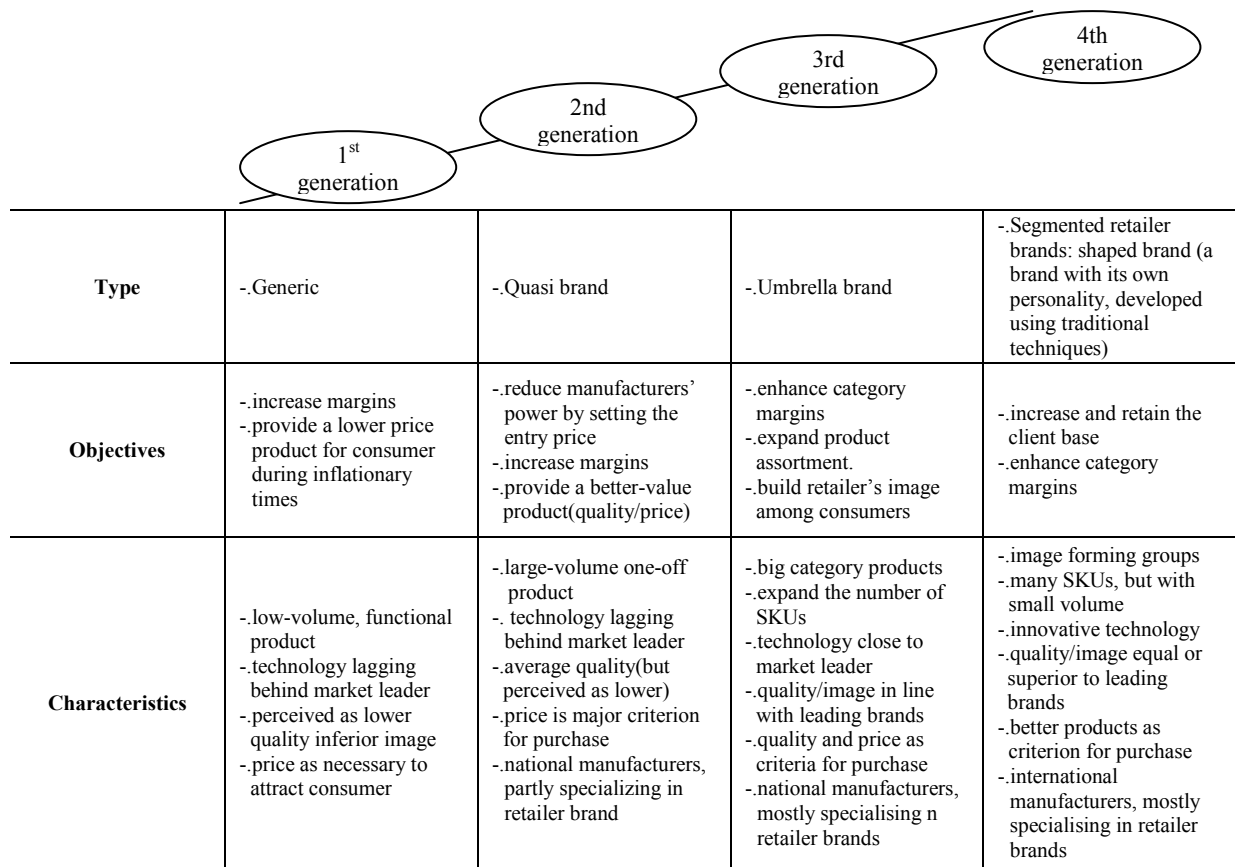 1st
generation
2nd
generation
3rd
generation
4th
generation
Type
-.Generic
-.Quasi brand
-.Umbrella brand
-.Segmented retailer
brands: shaped brand (a
brand with its own
personality, developed
using traditional
techniques)
Objectives
-.increase margins
-.provide a lower price
product for consumer
during inflationary
times
-.reduce manufacturers’
power by setting the
entry price
-.increase margins
-.provide a better-value
product(quality/price)
-.enhance category
margins
-.expand product
assortment.
-.build retailer’s image
among consumers
-.increase and retain the
client base
-.enhance category
margins
Characteristics
-.low-volume, functional
product
-.technology lagging
behind market leader
-.perceived as lower
quality inferior image
-.price as necessary to
attract consumer
-.large-volume one-off
product
-. technology lagging
behind market leader
-.average quality(but
perceived as lower)
-.price is major criterion
for purchase
-.national manufacturers,
partly specializing in
retailer brand
-.big category products
-.expand the number of
SKUs
-.technology close to
market leader
-.quality/image in line
with leading brands
-.quality and price as
criteria for purchase
-.national manufacturers,
mostly specialising n
retailer brands
-.image forming groups
-.many SKUs, but with
small volume
-.innovative technology
-.quality/image equal or
superior to leading
brands
-.better products as
criterion for purchase
-.international
manufacturers, mostly
specialising in retailer
brands